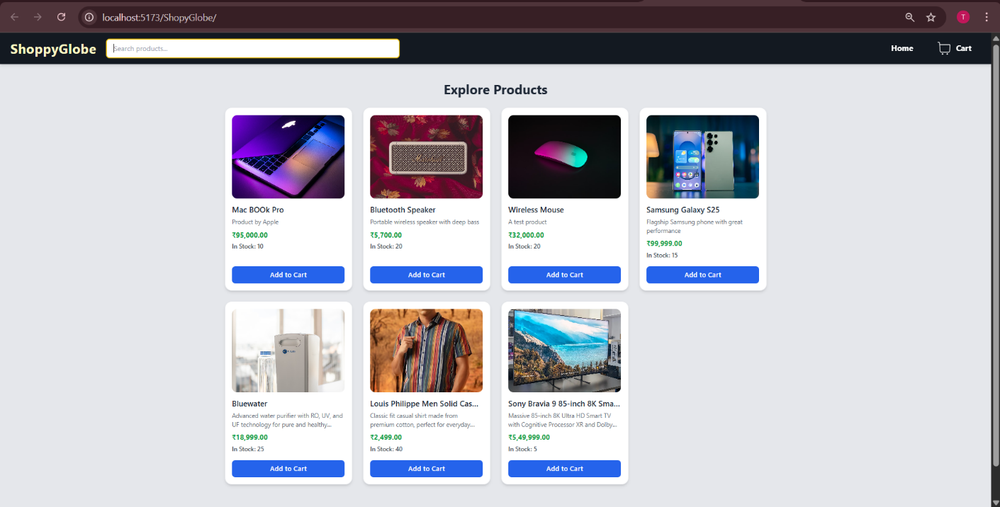 localhost:5173/ShopyGlobe/
T
ShoppyGlobe
Search products...
Home
Cart
Explore Products
Mac BOOk Pro
Product by Apple
₹95,000.00
In Stock: 10
Add to Cart
Bluetooth Speaker
Portable wireless speaker with deep bass
₹5,700.00
In Stock: 20
Add to Cart
Wireless Mouse
A test product
₹32,000.00
In Stock: 20
Add to Cart
Samsung Galaxy S25
Flagship Samsung phone with great
performance
₹99,999.00
In Stock: 15
Add to Cart
Bluewater
Advanced water purifier with RO, UV, and
UF technology for pure and healthy...
₹18,999.00
In Stock: 25
Add to Cart
Louis Philippe Men Solid Cas...
Classic fit casual shirt made from
premium cotton, perfect for everyday...
₹2,499.00
In Stock: 40
Add to Cart
Sony Bravia 9 85-inch 8K Sma...
Massive 85-inch 8K Ultra HD Smart TV
with Cognitive Processor XR and Dolby...
₹5,49,999.00
In Stock: 5
Add to Cart